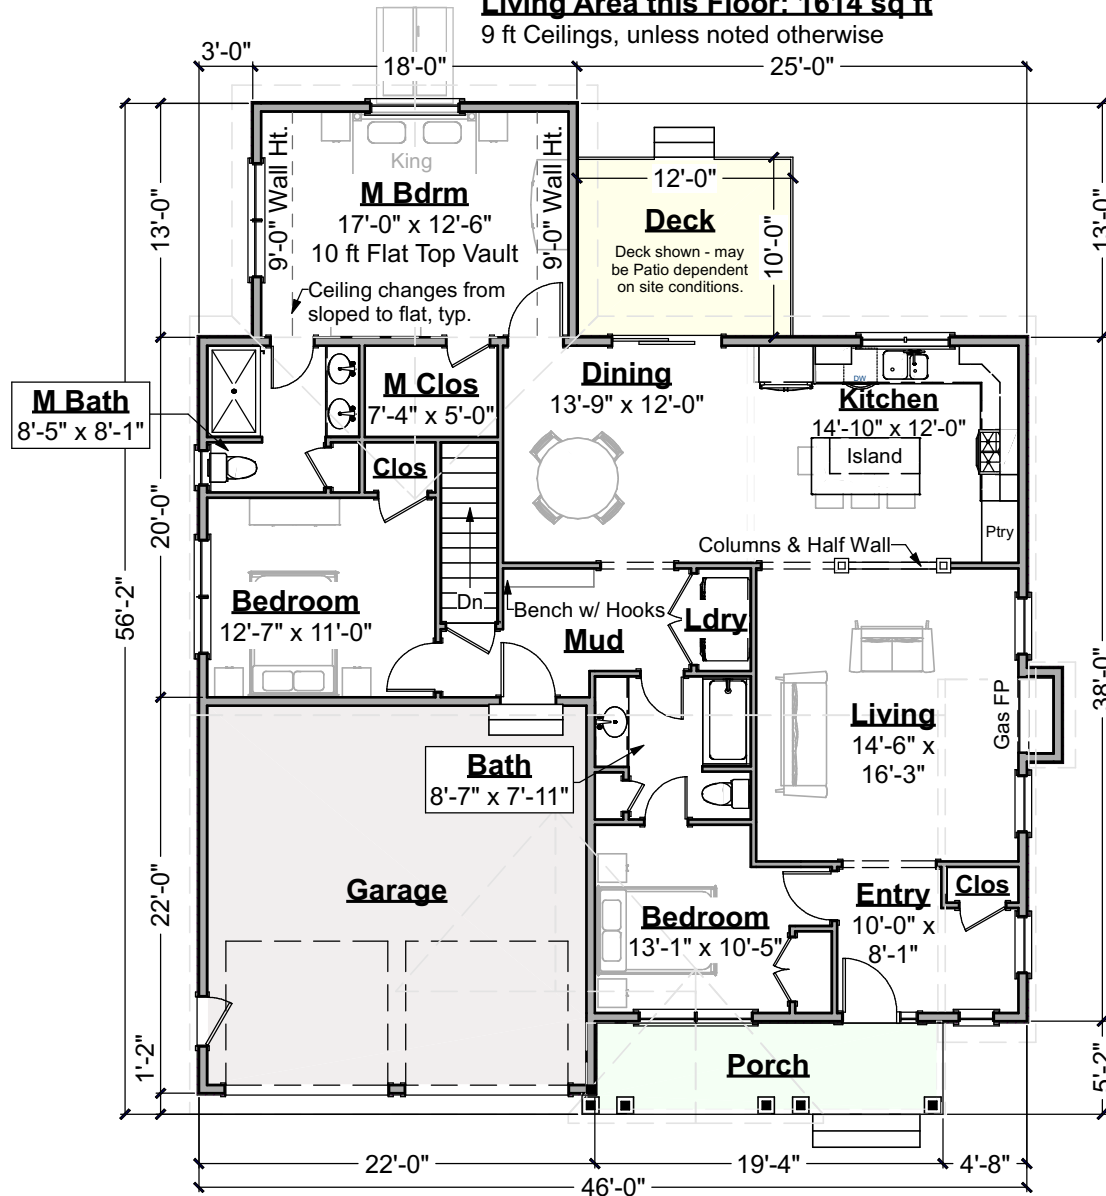 Living Area this Floor: 1614 sq ft
9 ft Ceilings, unless noted otherwise
3'-0"
18'-0"
25'-0"
King
9'-0" Wall Ht.
9'-0" Wall Ht.
M Bdrm
17'-0" x 12'-6"
10 ft Flat Top Vault
Ceiling changes from
sloped to flat, typ.
12'-0"
10'-0"
Deck
Deck shown - may
be Patio dependent
on site conditions.
13'-0"
13'-0"
M Bath
8'-5" x 8'-1"
M Clos
7'-4" x 5'-0"
Dining
13'-9" x 12'-0"
DW
Kitchen
14'-10" x 12'-0"
Island
Clos
Ptry
Columns & Half Wall
20'-0"
56'-2"
38'-0"
Bedroom
12'-7" x 11'-0"
Dn
Bench w/ Hooks
Mud
Ldry
Living
14'-6" x
16'-3"
Gas FP
Bath
8'-7" x 7'-11"
22'-0"
Garage
Bedroom
13'-1" x 10'-5"
Entry
10'-0" x
8'-1"
Clos
1'-2"
Porch
5'-2"
22'-0"
19'-4"
4'-8"
46'-0"